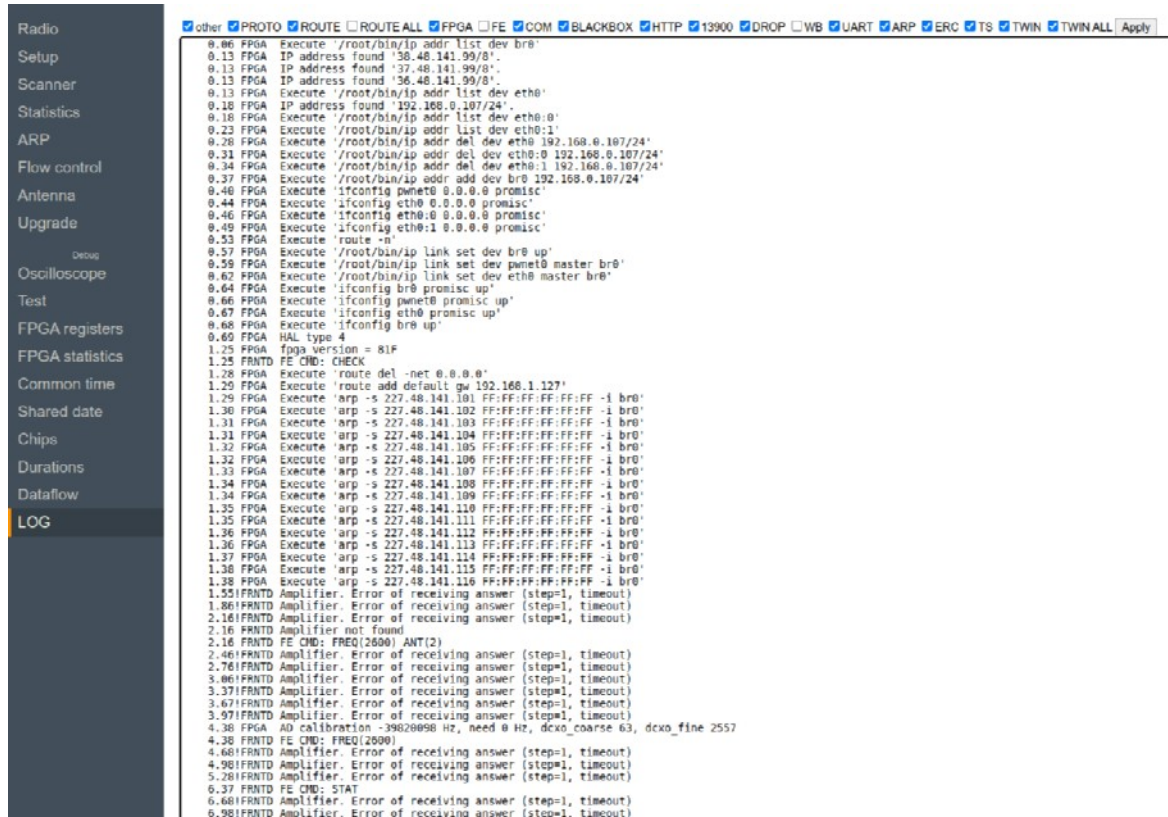 Radio
Setup
Scanner
Statistics
ARP
Flow control
Antenna
Upgrade
Debug
Oscilloscope
Test
FPGA registers
FPGA statistics
Common time
Shared date
Chips
Durations
Dataflow
LOG
other PROTO ROUTE ROUTE ALL FPGA FE COM BLACKBOX HTTP 13900 DROP WB UART ARP ERC TS TWIN TWIN ALL Apply
0.06 FPGA Execute '/root/bin/ip addr list dev br0'
0.13 FPGA IP address found '38.48.141.99/8'.
0.13 FPGA IP address found '37.48.141.99/8'.
0.13 FPGA IP address found '36.48.141.99/8'.
0.13 FPGA Execute '/root/bin/ip addr list dev eth0'
0.18 FPGA IP address found '192.168.0.107/24'.
0.18 FPGA Execute '/root/bin/ip addr list dev eth0:0'
0.23 FPGA Execute '/root/bin/ip addr list dev eth0:1'
0.28 FPGA Execute '/root/bin/ip addr del dev eth0 192.168.0.107/24'
0.31 FPGA Execute '/root/bin/ip addr del dev eth0:0 192.168.0.107/24'
0.34 FPGA Execute '/root/bin/ip addr del dev eth0:1 192.168.0.107/24'
0.37 FPGA Execute '/root/bin/ip addr add dev br0 192.168.0.107/24'
0.40 FPGA Execute 'ifconfig pwnet0 0.0.0.0 promisc'
0.44 FPGA Execute 'ifconfig eth0 0.0.0.0 promisc'
0.46 FPGA Execute 'ifconfig eth0:0 0.0.0.0 promisc'
0.49 FPGA Execute 'ifconfig eth0:1 0.0.0.0 promisc'
0.53 FPGA Execute 'route -n'
0.57 FPGA Execute '/root/bin/ip link set dev br0 up'
0.59 FPGA Execute '/root/bin/ip link set dev pwnet0 master br0'
0.62 FPGA Execute '/root/bin/ip link set dev eth0 master br0'
0.64 FPGA Execute 'ifconfig br0 promisc up'
0.66 FPGA Execute 'ifconfig pwnet0 promisc up'
0.67 FPGA Execute 'ifconfig eth0 promisc up'
0.68 FPGA Execute 'ifconfig br0 up'
0.69 FPGA HAL type 4
1.25 FPGA fpga version = 81F
1.25 FRNTD FE CMD: CHECK
1.28 FPGA Execute 'route del -net 0.0.0.0'
1.29 FPGA Execute 'route add default gw 192.168.1.127'
1.29 FPGA Execute 'arp -s 227.48.141.101 FF:FF:FF:FF:FF:FF -i br0'
1.30 FPGA Execute 'arp -s 227.48.141.102 FF:FF:FF:FF:FF:FF -i br0'
1.31 FPGA Execute 'arp -s 227.48.141.103 FF:FF:FF:FF:FF:FF -i br0'
1.31 FPGA Execute 'arp -s 227.48.141.104 FF:FF:FF:FF:FF:FF -i br0'
1.32 FPGA Execute 'arp -s 227.48.141.105 FF:FF:FF:FF:FF:FF -i br0'
1.32 FPGA Execute 'arp -s 227.48.141.106 FF:FF:FF:FF:FF:FF -i br0'
1.33 FPGA Execute 'arp -s 227.48.141.107 FF:FF:FF:FF:FF:FF -i br0'
1.34 FPGA Execute 'arp -s 227.48.141.108 FF:FF:FF:FF:FF:FF -i br0'
1.34 FPGA Execute 'arp -s 227.48.141.109 FF:FF:FF:FF:FF:FF -i br0'
1.35 FPGA Execute 'arp -s 227.48.141.110 FF:FF:FF:FF:FF:FF -i br0'
1.35 FPGA Execute 'arp -s 227.48.141.111 FF:FF:FF:FF:FF:FF -i br0'
1.36 FPGA Execute 'arp -s 227.48.141.112 FF:FF:FF:FF:FF:FF -i br0'
1.36 FPGA Execute 'arp -s 227.48.141.113 FF:FF:FF:FF:FF:FF -i br0'
1.37 FPGA Execute 'arp -s 227.48.141.114 FF:FF:FF:FF:FF:FF -i br0'
1.38 FPGA Execute 'arp -s 227.48.141.115 FF:FF:FF:FF:FF:FF -i br0'
1.38 FPGA Execute 'arp -s 227.48.141.116 FF:FF:FF:FF:FF:FF -i br0'
1.55!FRNTD Amplifier. Error of receiving answer (step=1, timeout)
1.86!FRNTD Amplifier. Error of receiving answer (step=1, timeout)
2.16!FRNTD Amplifier. Error of receiving answer (step=1, timeout)
2.16 FRNTD Amplifier not found
2.16 FRNTD FE CMD: FREQ(2600) ANT(2)
2.46!FRNTD Amplifier. Error of receiving answer (step=1, timeout)
2.76!FRNTD Amplifier. Error of receiving answer (step=1, timeout)
3.06!FRNTD Amplifier. Error of receiving answer (step=1, timeout)
3.37!FRNTD Amplifier. Error of receiving answer (step=1, timeout)
3.67!FRNTD Amplifier. Error of receiving answer (step=1, timeout)
3.97!FRNTD Amplifier. Error of receiving answer (step=1, timeout)
4.38 FPGA AD calibration -39820098 Hz, need 0 Hz, dcxo_coarse 63, dcxo_fine 2557
4.38 FRNTD FE CMD: FREQ(2600)
4.68!FRNTD Amplifier. Error of receiving answer (step=1, timeout)
4.98!FRNTD Amplifier. Error of receiving answer (step=1, timeout)
5.28!FRNTD Amplifier. Error of receiving answer (step=1, timeout)
6.37 FRNTD FE CMD: STAT
6.68!FRNTD Amplifier. Error of receiving answer (step=1, timeout)
6.98!FRNTD Amplifier. Error of receiving answer (step=1, timeout)